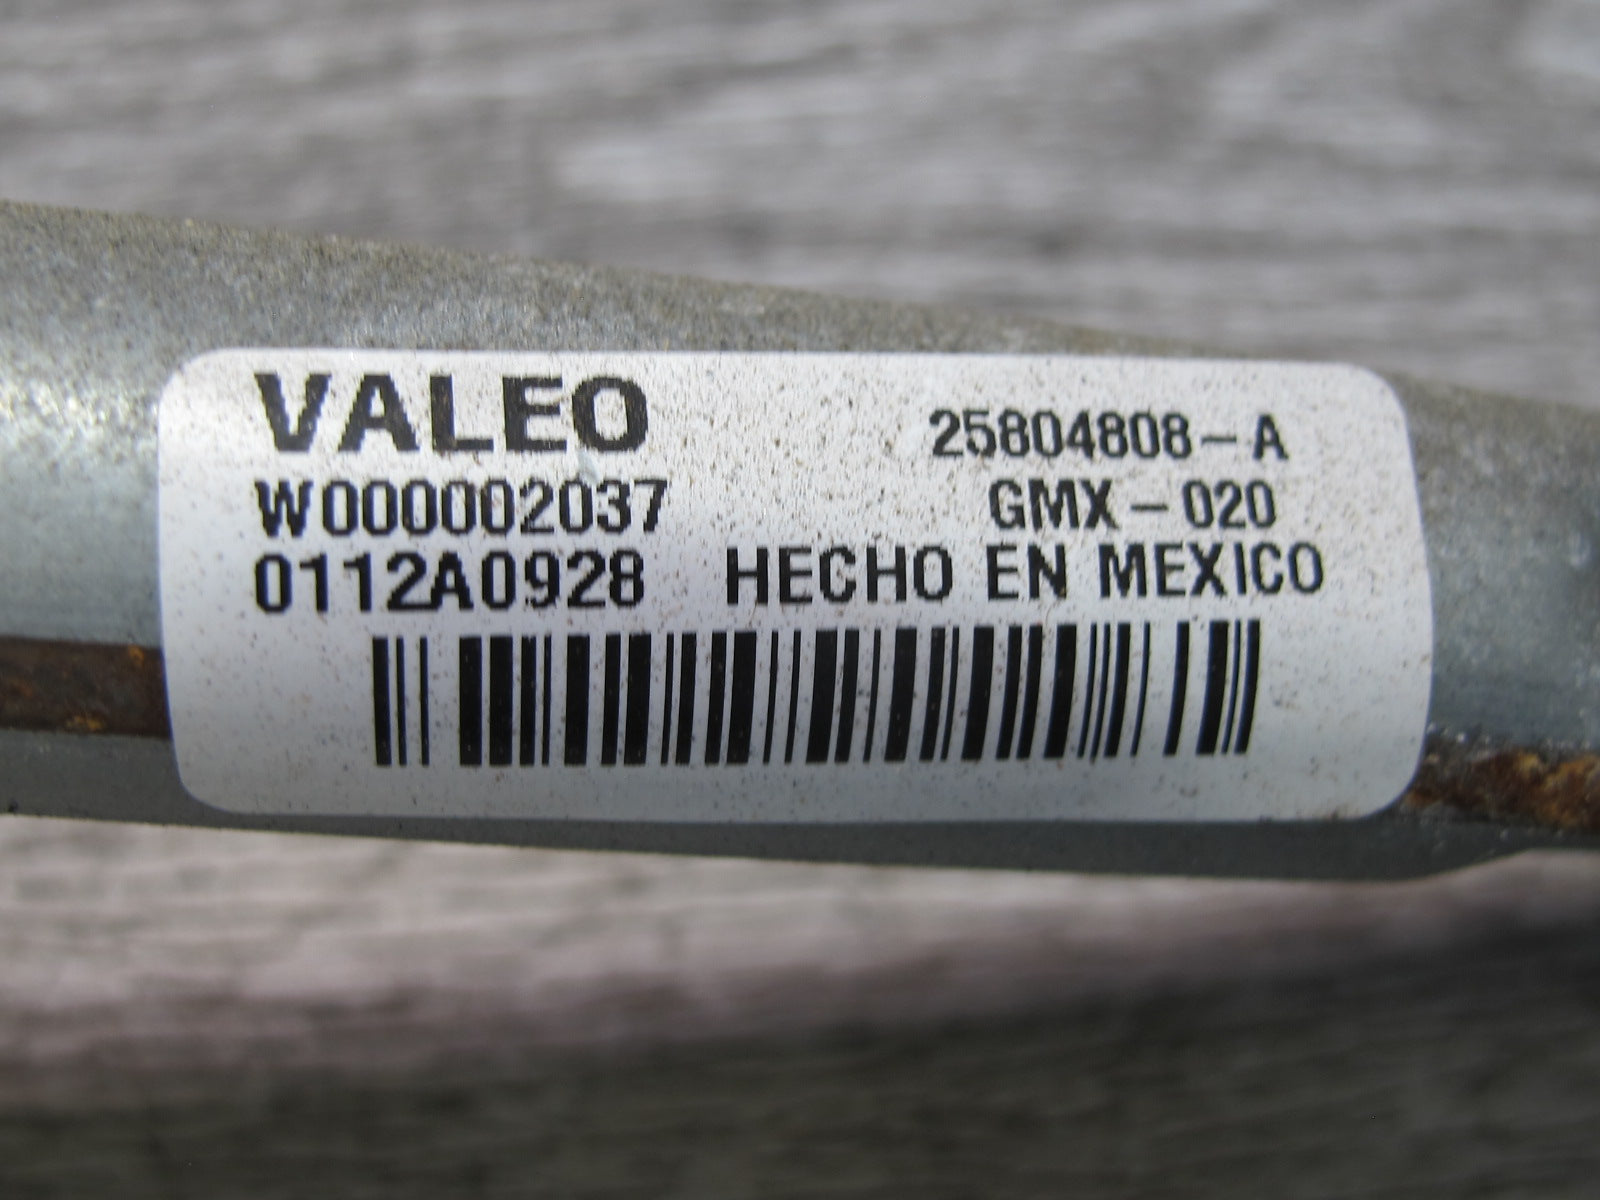 VALEO
25804808-A
W000002037
GMX-020
0112A0928 HECHO EN MEXICO